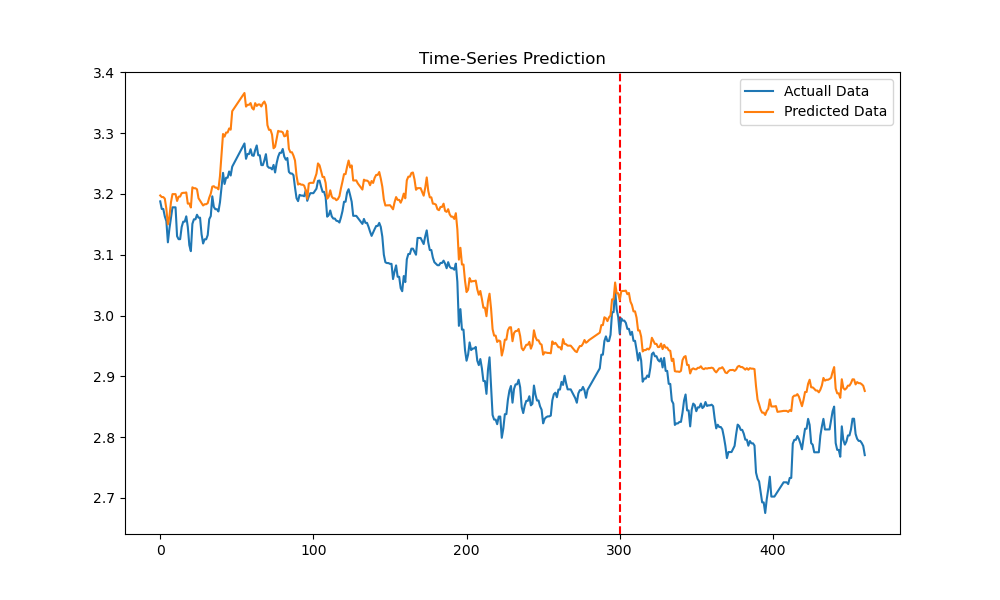 Time-Series Prediction
Actuall Data
Predicted Data
3.4
3.3
3.2
3.1
3.0
2.9
2.8
2.7
0 100 200 300 400